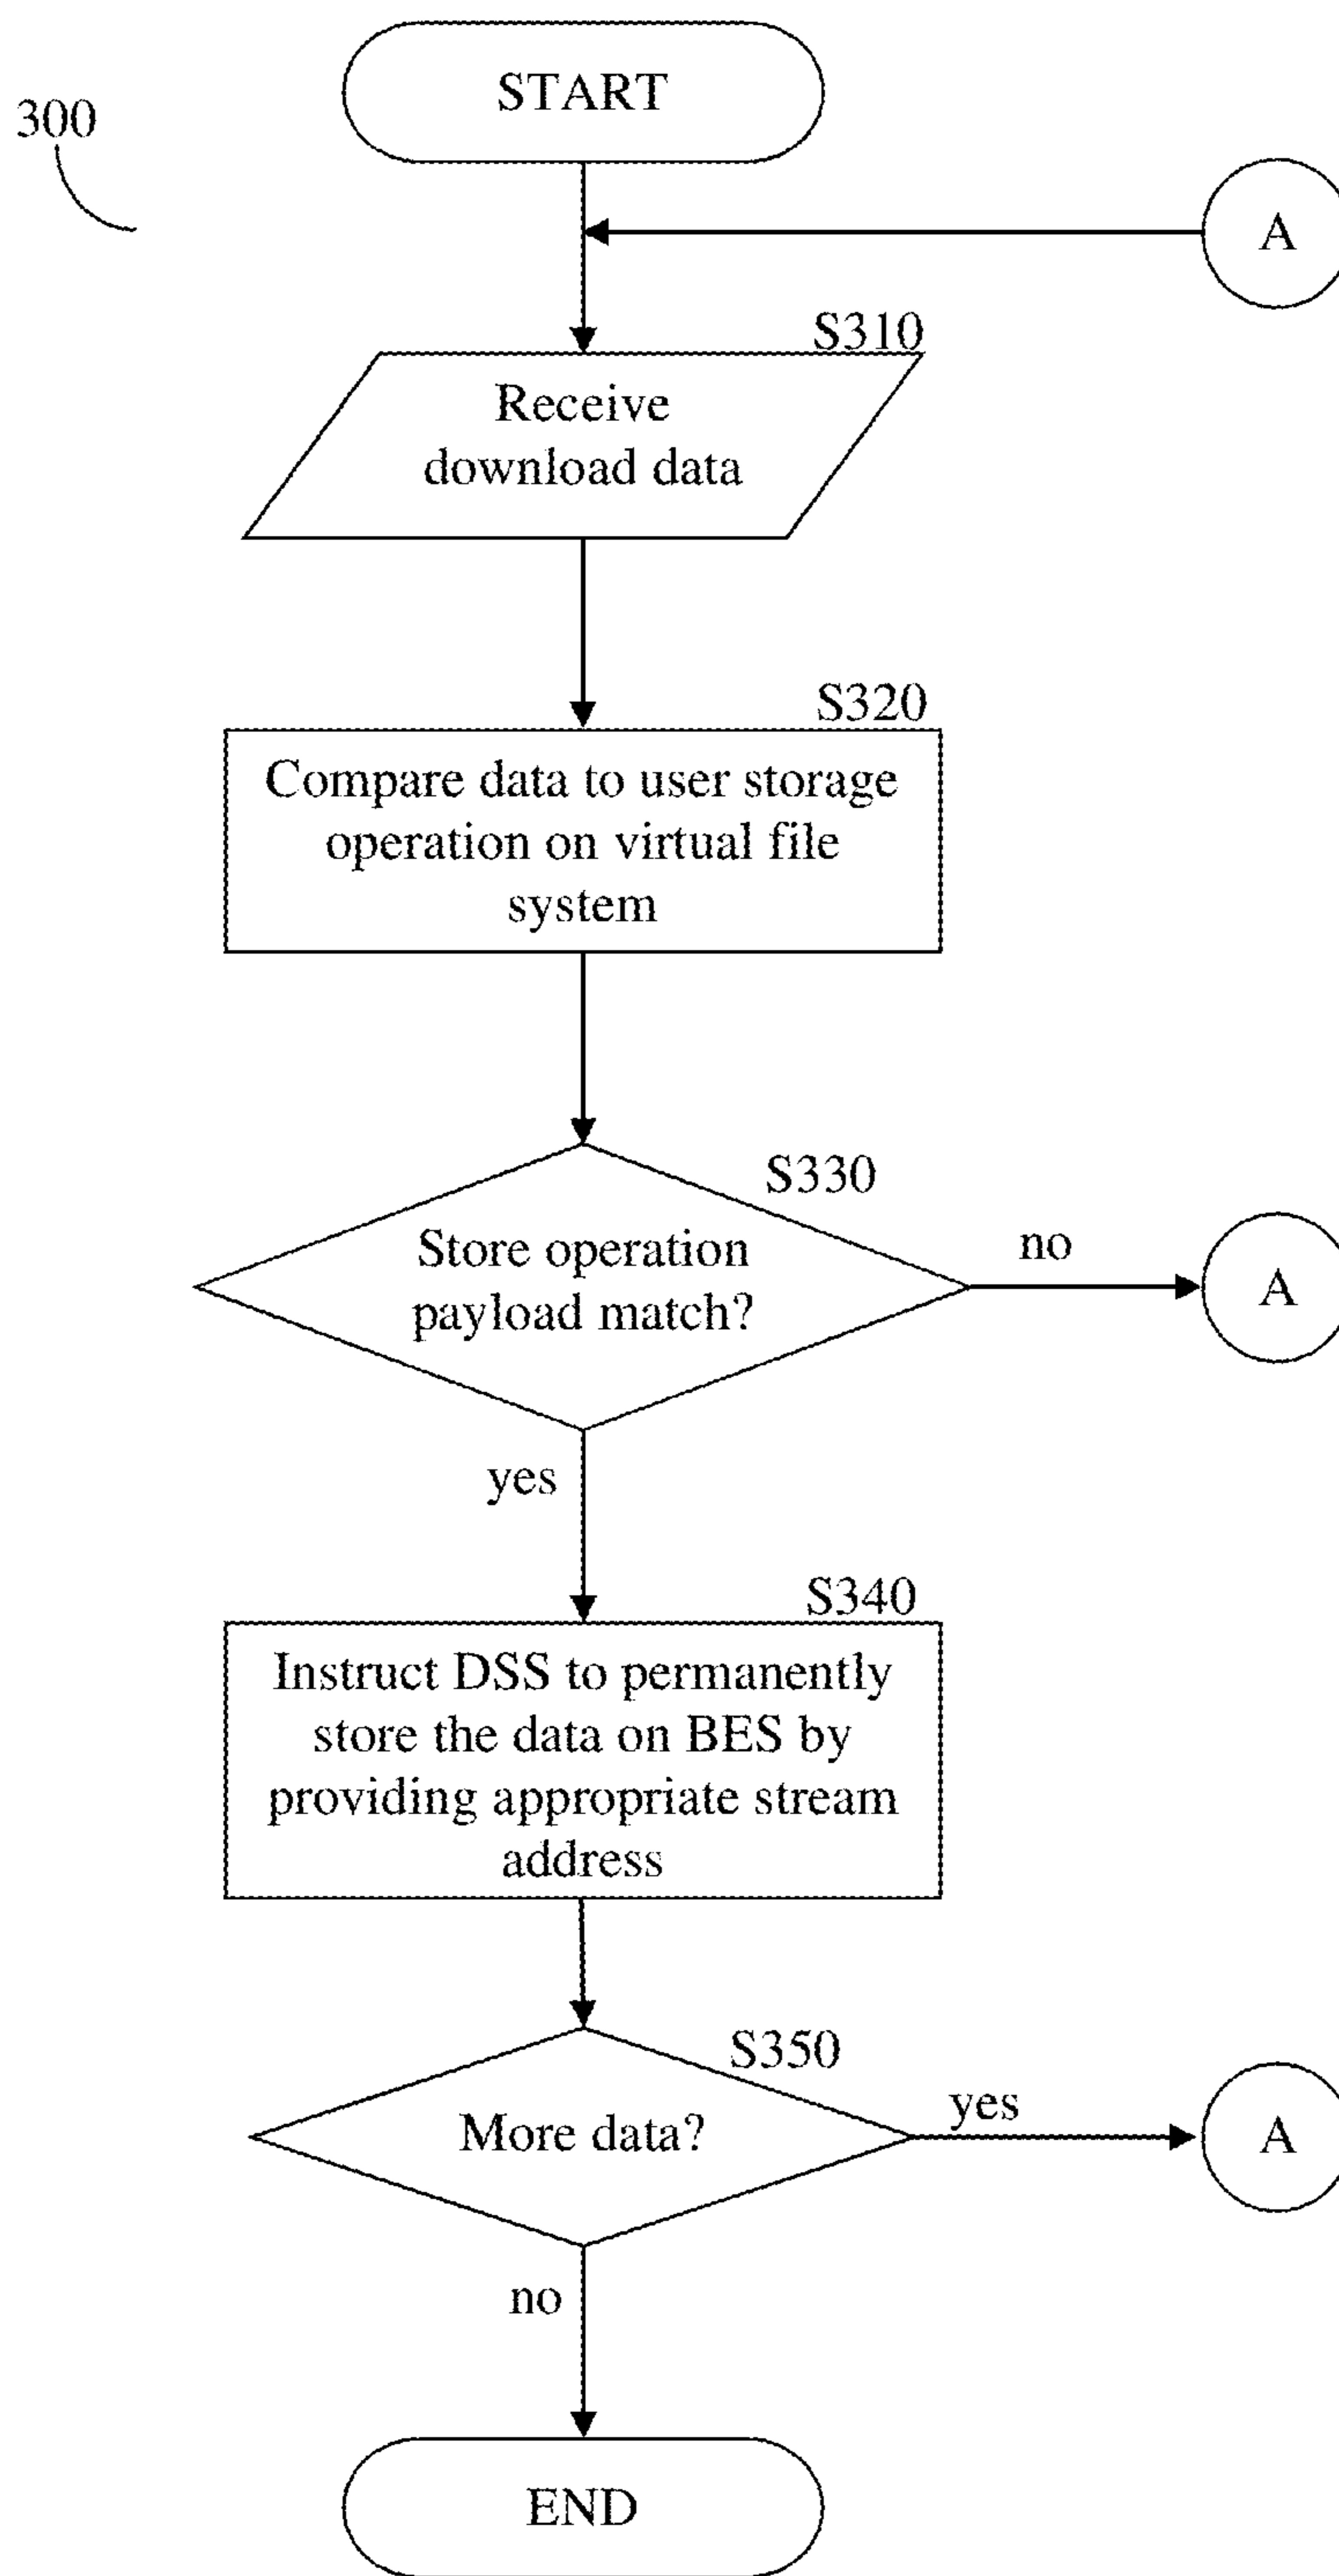 START
300
A
S310
Receive
download data
S320
Compare data to user storage
operation on virtual file
system
S330
Store operation
payload match?
no
A
yes
S340
Instruct DSS to permanently
store the data on BES by
providing appropriate stream
address
S350
More data?
yes
A
no
END